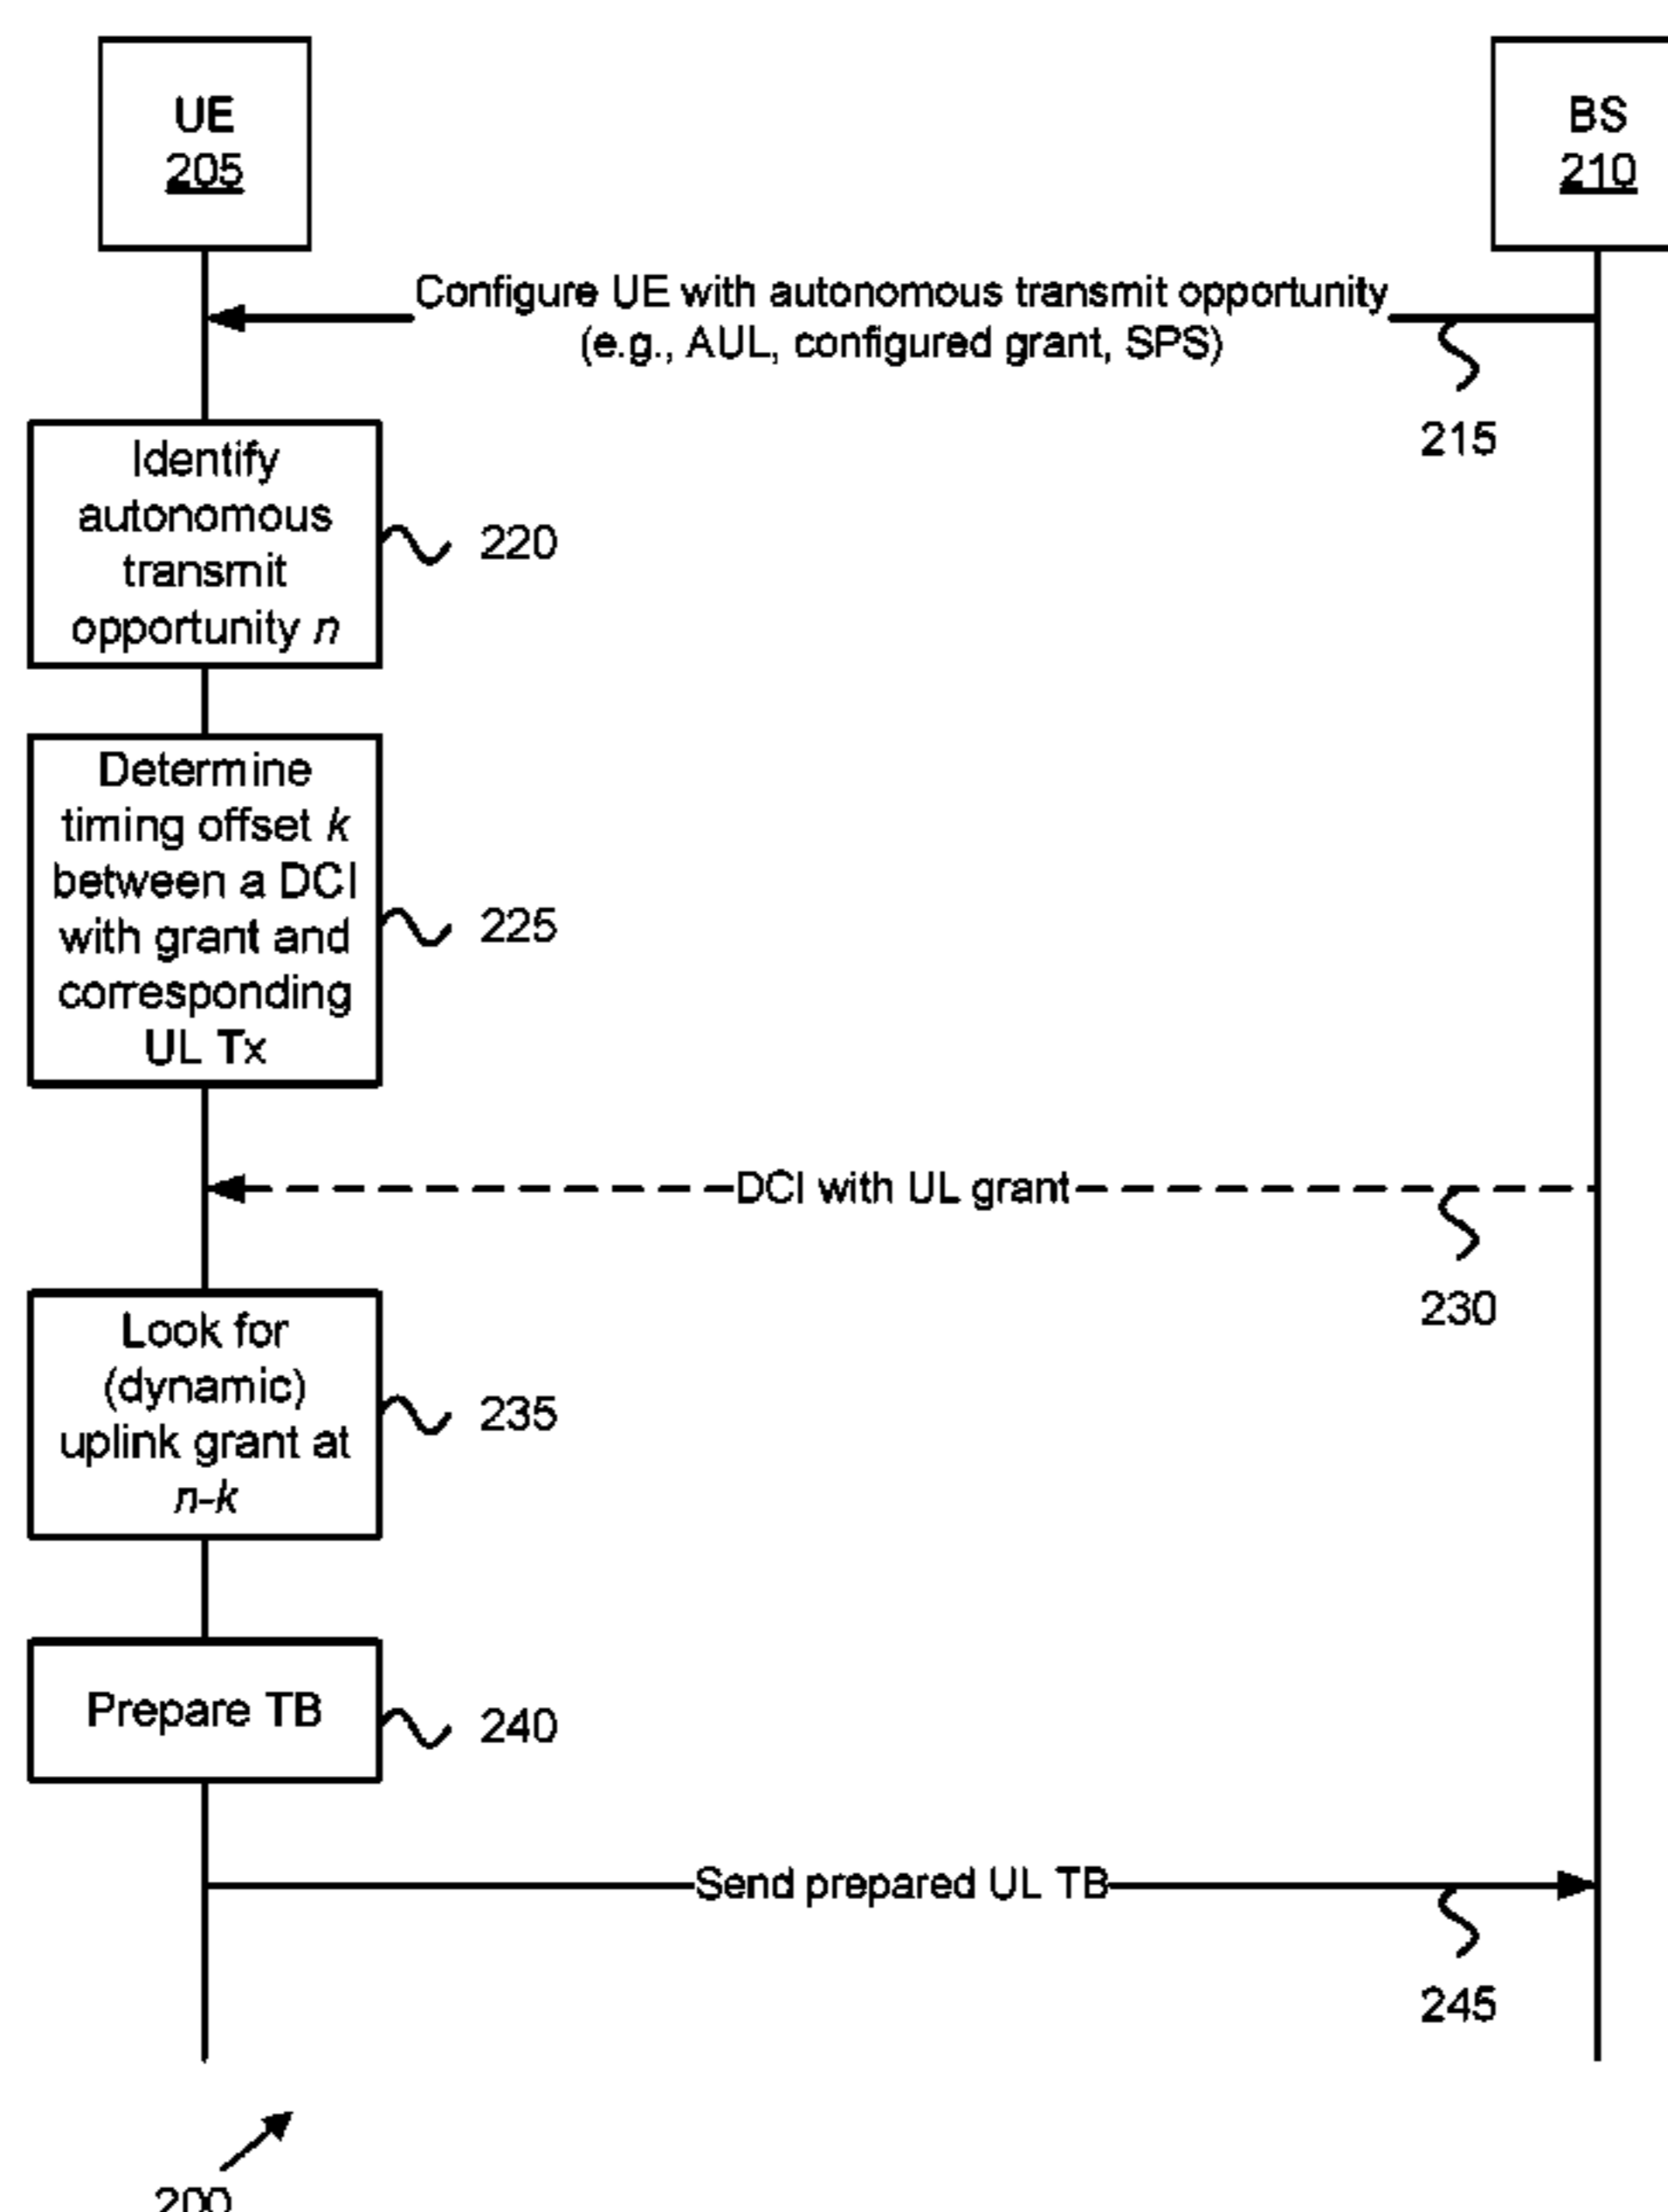 UE
205
BS
210
Configure UE with autonomous transmit opportunity
(e.g., AUL, configured grant, SPS)
215
Identify
autonomous
transmit
opportunity n
220
Determine
timing offset k
between a DCI
with grant and
corresponding
UL Tx
225
DCI with UL grant
230
Look for
(dynamic)
uplink grant at
n-k
235
Prepare TB
240
Send prepared UL TB
245
200